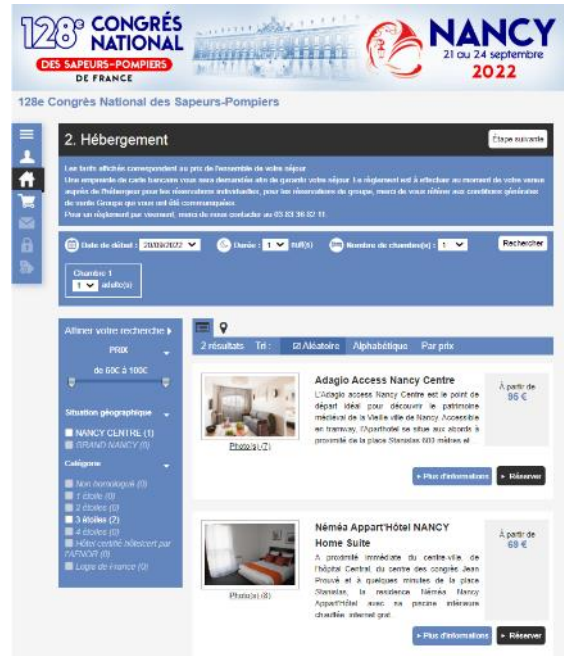 128e CONGRÉS
NATIONAL
DES SAPEURS-POMPIERS
DE FRANCE
NANCY
21 au 24 septembre
2022
128e Congrès National des Sapeurs-Pompiers
2. Hébergement
Étape suivante
Les tarifs affichés correspondent au prix de l'ensemble de votre séjour
Une empreinte de carte bancaire vous sera demandée afin de garantir votre séjour. Le règlement est à effectuer au moment de votre venue
auprès de l'hébergeur pour les réservations individuelles, pour les réservations de groupe, merci de vous référer aux conditions générales
de vente Groupe qui vous ont été communiquées
Pour un règlement par virement, merci de nous contacter au 03 83 36 82 11.
Date de début : 20/09/2022
Durée : 1 nuit(s)
Nombre de chambre(s) : 1
Rechercher
Chambre 1
1 adulte(s)
Affiner votre recherche
PRIX
de 60€ à 100€
Situation géographique
NANCY CENTRE (1)
GRAND NANCY (0)
Catégorie
Non homologué (0)
1 étoile (0)
2 étoiles (0)
3 étoiles (2)
4 étoiles (0)
Hôtel certifié hôtelcert par
l'AFNOR (0)
Logis de France (0)
2 résultats Tri : Aléatoire Alphabétique Par prix
Adagio Access Nancy Centre
L'Adagio access Nancy Centre est le point de
départ idéal pour découvrir le patrimoine
médiéval de la Vieille ville de Nancy. Accessible
en tramway, l'Aparthotel se situe aux abords à
proximité de la place Stanislas 600 mètres et...
À partir de
95 €
Photo(s) (7)
Plus d'informations
Réserver
Néméa Appart'Hôtel NANCY
Home Suite
A proximité immédiate du centre-ville, de
l'hôpital Central, du centre des congrès Jean
Prouvé et à quelques minutes de la place
Stanislas, la residence Néméa Nancy
Appart'Hôtel avec sa piscine intérieure
chauffée, internet grat...
À partir de
69 €
Photo(s) (8)
Plus d'informations
Réserver